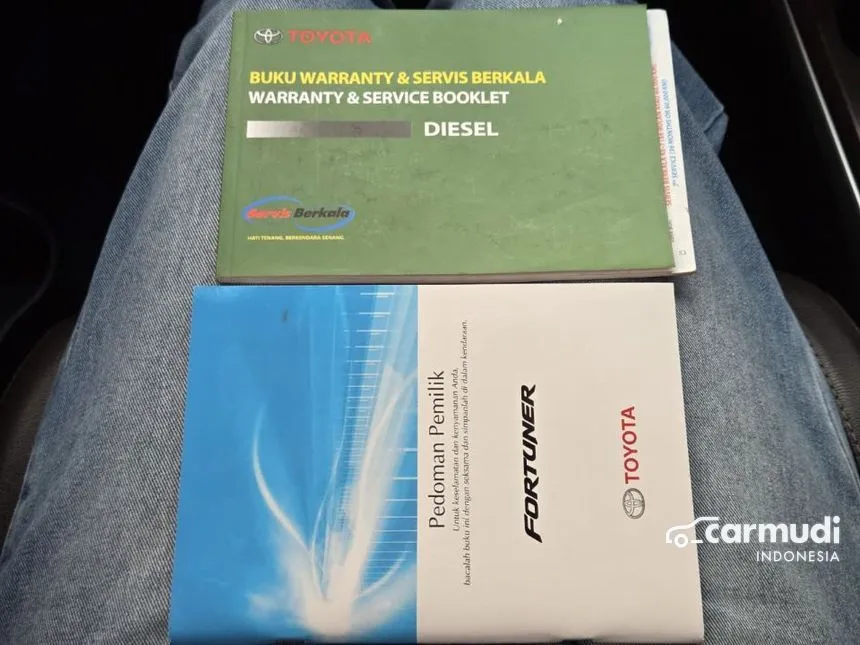 TOYOTA
BUKU WARRANTY & SERVIS BERKALA
WARRANTY & SERVICE BOOKLET
DIESEL
Servis Berkala
HATI TENANG, BERKENDARA SENANG.
Pedoman Pemilik
Untuk keselamatan dan kenyamanan Anda,
bacalah buku ini dengan seksama dan simpanlah di dalam kendaraan.
FORTUNER
TOYOTA
carmudi
INDONESIA